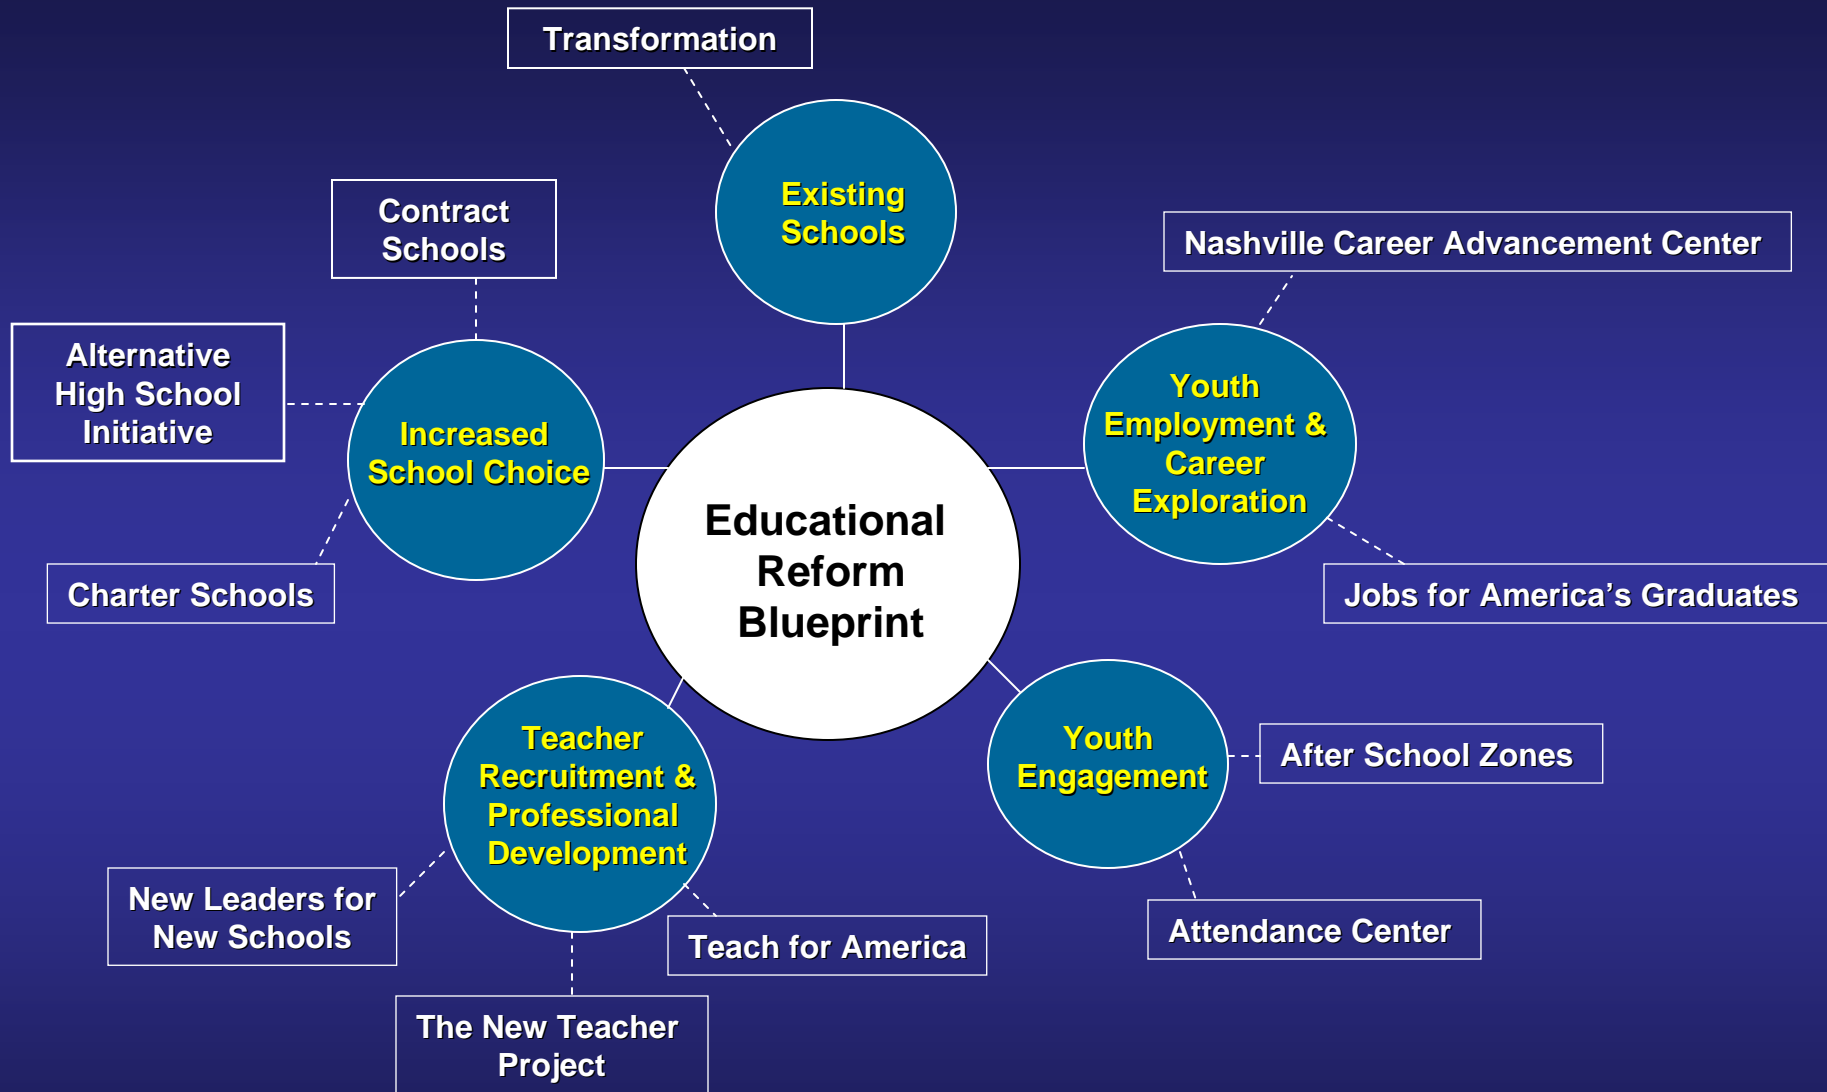 Transformation
Existing
Schools
Contract
Schools
Nashville Career Advancement Center
Alternative
High School
Initiative
Increased
School Choice
Youth
Employment &
Career
Exploration
Charter Schools
Jobs for America’s Graduates
Educational
Reform
Blueprint
Teacher
Recruitment &
Professional
Development
Youth
Engagement
After School Zones
New Leaders for
New Schools
Teach for America
Attendance Center
The New Teacher
Project